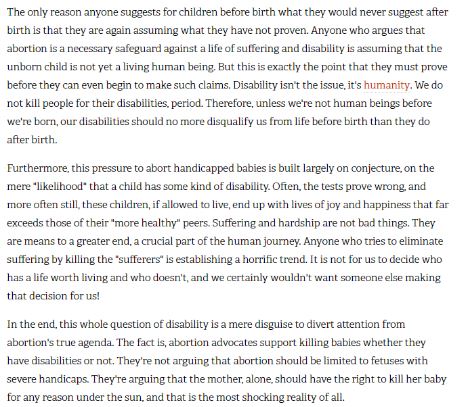 The only reason anyone suggests for children before birth what they would never suggest after
birth is that they are again assuming what they have not proven. Anyone who argues that
abortion is a necessary safeguard against a life of suffering and disability is assuming that the
unborn child is not yet a living human being. But this is exactly the point that they must prove
before they can even begin to make such claims. Disability isn't the issue, it's humanity. We do
not kill people for their disabilities, period. Therefore, unless we're not human beings before
we're born, our disabilities should no more disqualify us from life before birth than they do
after birth.
Furthermore, this pressure to abort handicapped babies is built largely on conjecture, on the
mere "likelihood" that a child has some kind of disability. Often, the tests prove wrong, and
more often still, these children, if allowed to live, end up with lives of joy and happiness that far
exceeds those of their "more healthy" peers. Suffering and hardship are not bad things. They
are means to a greater end, a crucial part of the human journey. Anyone who tries to eliminate
suffering by killing the "sufferers" is establishing a horrific trend. It is not for us to decide who
has a life worth living and who doesn't, and we certainly wouldn't want someone else making
that decision for us!
In the end, this whole question of disability is a mere disguise to divert attention from
abortion's true agenda. The fact is, abortion advocates support killing babies whether they
have disabilities or not. They're not arguing that abortion should be limited to fetuses with
severe handicaps. They're arguing that the mother, alone, should have the right to kill her baby
for any reason under the sun, and that is the most shocking reality of all.